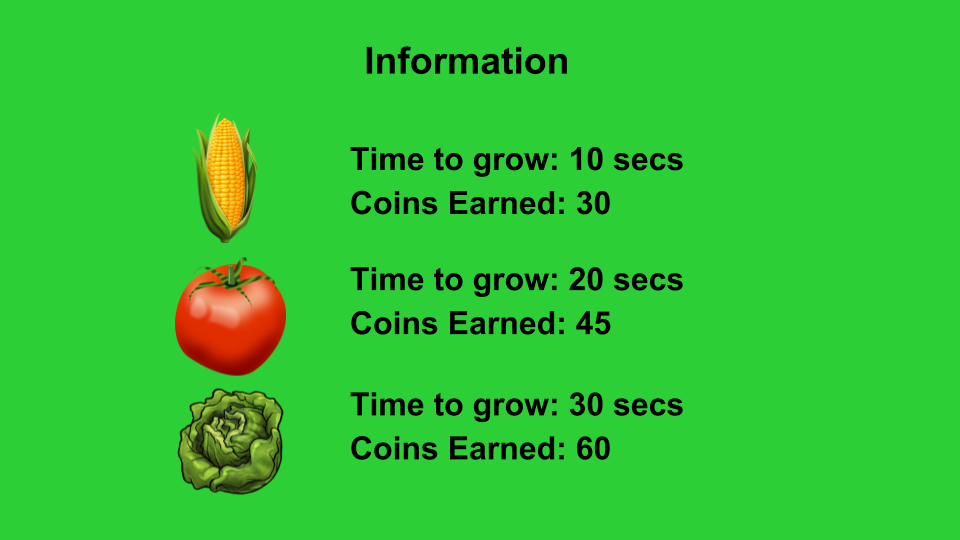 Information
Time to grow: 10 secs
Coins Earned: 30
Time to grow: 20 secs
Coins Earned: 45
Time to grow: 30 secs
Coins Earned: 60